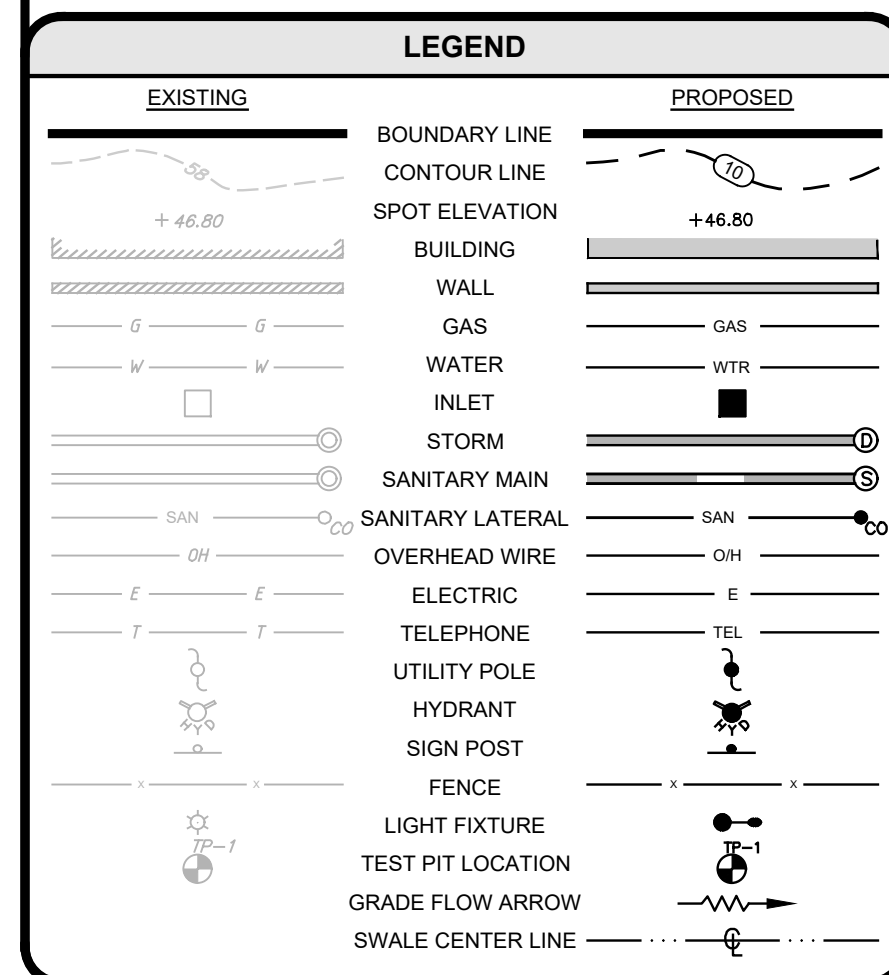 LEGEND
EXISTING PROPOSED
BOUNDARY LINE
58 CONTOUR LINE 10
+ 46.80 SPOT ELEVATION +46.80
BUILDING
WALL
G G GAS GAS
W W WATER WTR
INLET
STORM D
SANITARY MAIN S
SAN CO SANITARY LATERAL SAN CO
OH OVERHEAD WIRE O/H
E E ELECTRIC E
T T TELEPHONE TEL
UTILITY POLE
HYD HYDRANT HYD
SIGN POST
x x FENCE x x
LIGHT FIXTURE
TP-1 TEST PIT LOCATION TP-1
GRADE FLOW ARROW
SWALE CENTER LINE ℄